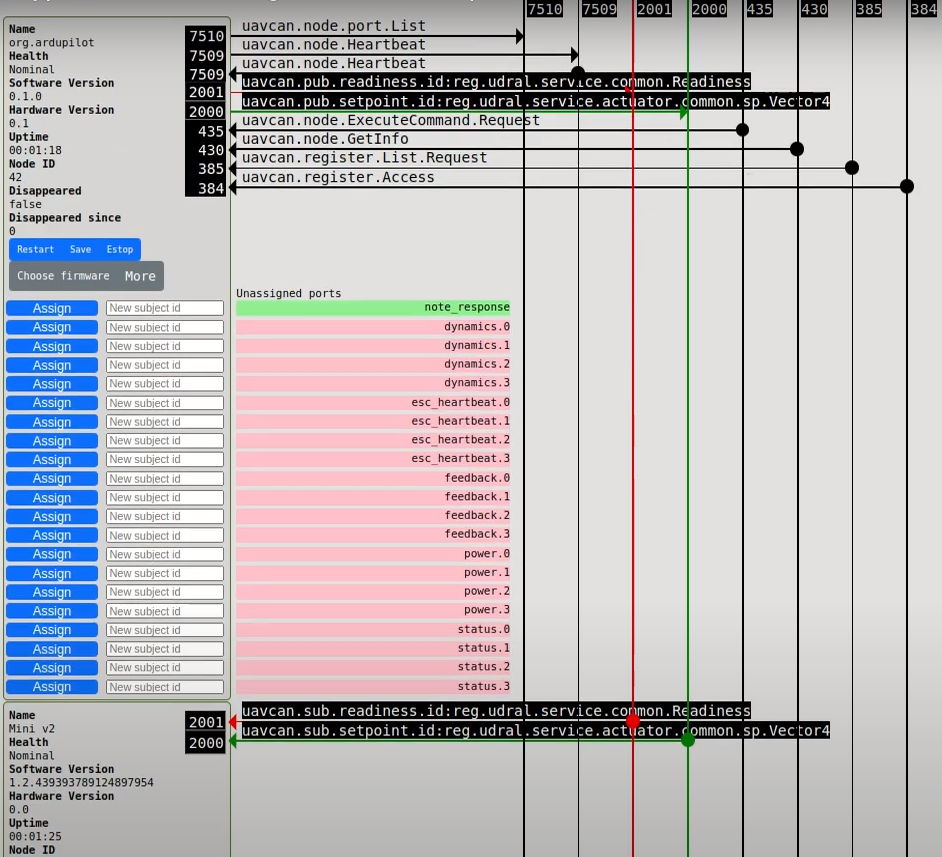 7510 7509 2001 2000 435 430 385 384
Name
org.ardupilot
Health
Nominal
Software Version
0.1.0
Hardware Version
0.1
Uptime
00:01:18
Node ID
42
Disappeared
false
Disappeared since
0
Restart Save Estop
Choose firmware More
7510 uavcan.node.port.List
7509 uavcan.node.Heartbeat
7509 uavcan.node.Heartbeat
2001 uavcan.pub.readiness.id:reg.udral.service.common.Readiness
2000 uavcan.pub.setpoint.id:reg.udral.service.actuator.common.sp.Vector4
435 uavcan.node.ExecuteCommand.Request
430 uavcan.node.GetInfo
385 uavcan.register.List.Request
384 uavcan.register.Access
Unassigned ports
Assign New subject id note_response
Assign New subject id dynamics.0
Assign New subject id dynamics.1
Assign New subject id dynamics.2
Assign New subject id dynamics.3
Assign New subject id esc_heartbeat.0
Assign New subject id esc_heartbeat.1
Assign New subject id esc_heartbeat.2
Assign New subject id esc_heartbeat.3
Assign New subject id feedback.0
Assign New subject id feedback.1
Assign New subject id feedback.2
Assign New subject id feedback.3
Assign New subject id power.0
Assign New subject id power.1
Assign New subject id power.2
Assign New subject id power.3
Assign New subject id status.0
Assign New subject id status.1
Assign New subject id status.2
Assign New subject id status.3
Name
Mini v2
Health
Nominal
Software Version
1.2.439393789124897954
Hardware Version
0.0
Uptime
00:01:25
Node ID
2001 uavcan.sub.readiness.id:reg.udral.service.common.Readiness
2000 uavcan.sub.setpoint.id:reg.udral.service.actuator.common.sp.Vector4